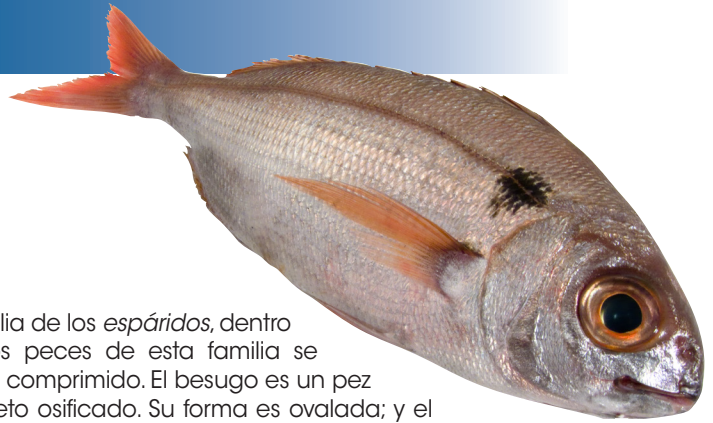 lia de los espáridos, dentro
s peces de esta familia se
comprimido. El besugo es un pez
eto osificado. Su forma es ovalada; y el